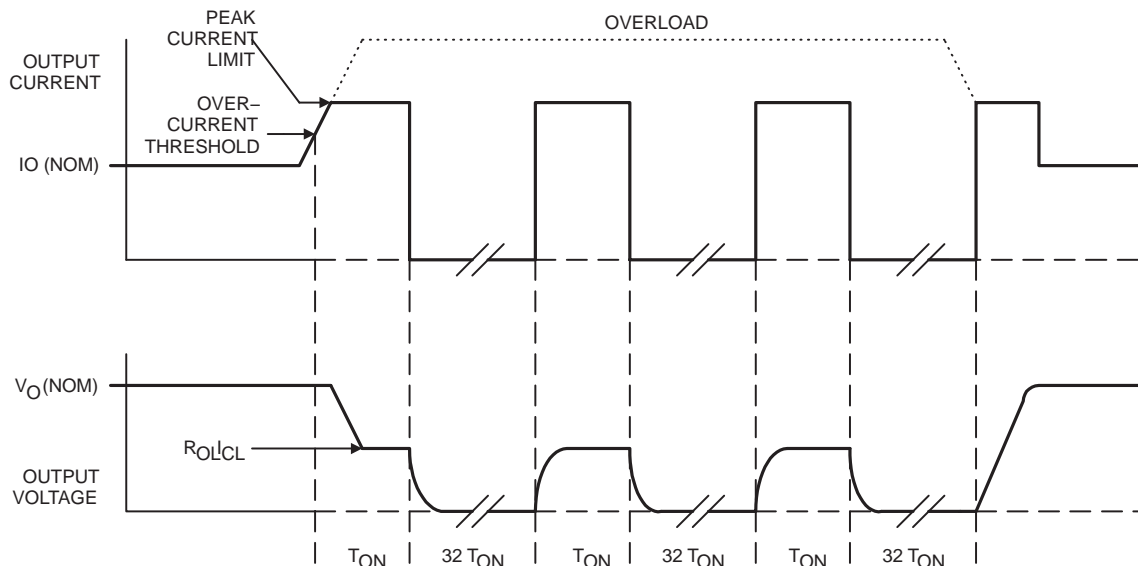 PEAK
CURRENT
LIMIT
OVERLOAD
OUTPUT
CURRENT
OVER–
CURRENT
THRESHOLD
IO (NOM)
VO(NOM)
ROLICL
OUTPUT
VOLTAGE
TON 32 TON TON 32 TON TON 32 TON